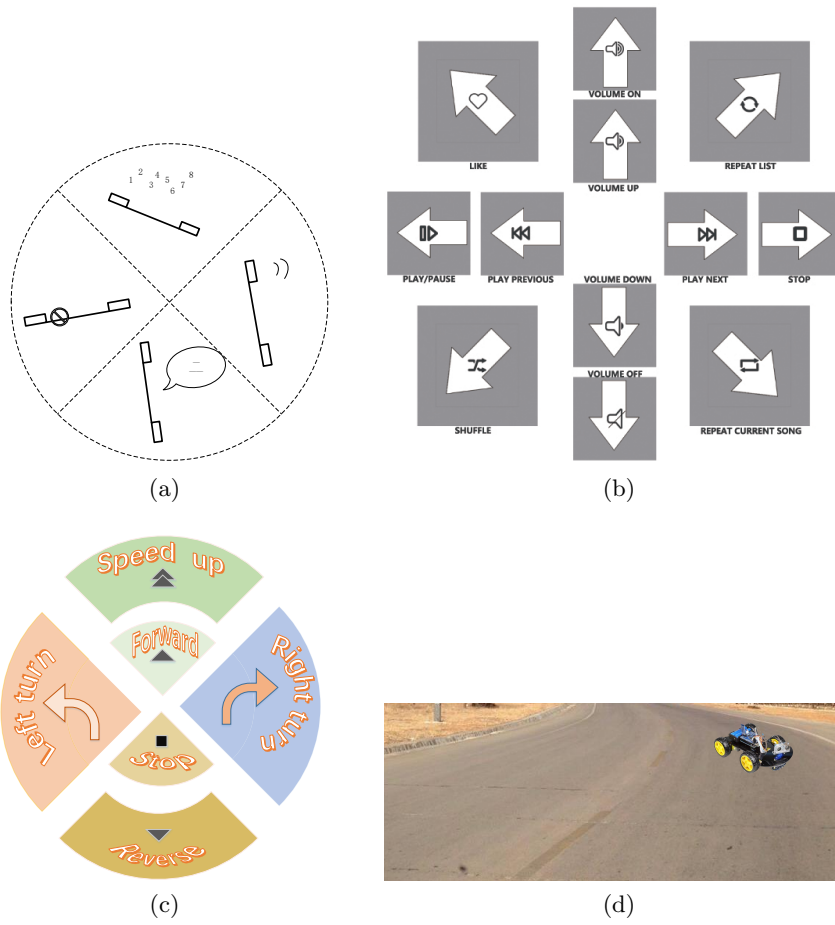 1 2 3 4 5 6 7 8
(a)
VOLUME ON
LIKE
VOLUME UP
REPEAT LIST
PLAY/PAUSE
PLAY PREVIOUS
VOLUME DOWN
PLAY NEXT
STOP
VOLUME OFF
SHUFFLE
REPEAT CURRENT SONG
(b)
Speed up
Forward
Left turn
Right turn
Stop
Reverse
(c)
(d)